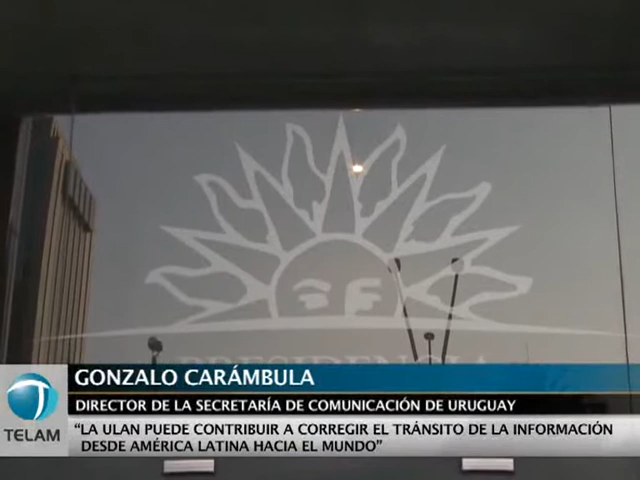 PRESIDENCIA
GONZALO CARÁMBULA
DIRECTOR DE LA SECRETARÍA DE COMUNICACIÓN DE URUGUAY
TELAM
“LA ULAN PUEDE CONTRIBUIR A CORREGIR EL TRÁNSITO DE LA INFORMACIÓN
DESDE AMÉRICA LATINA HACIA EL MUNDO”